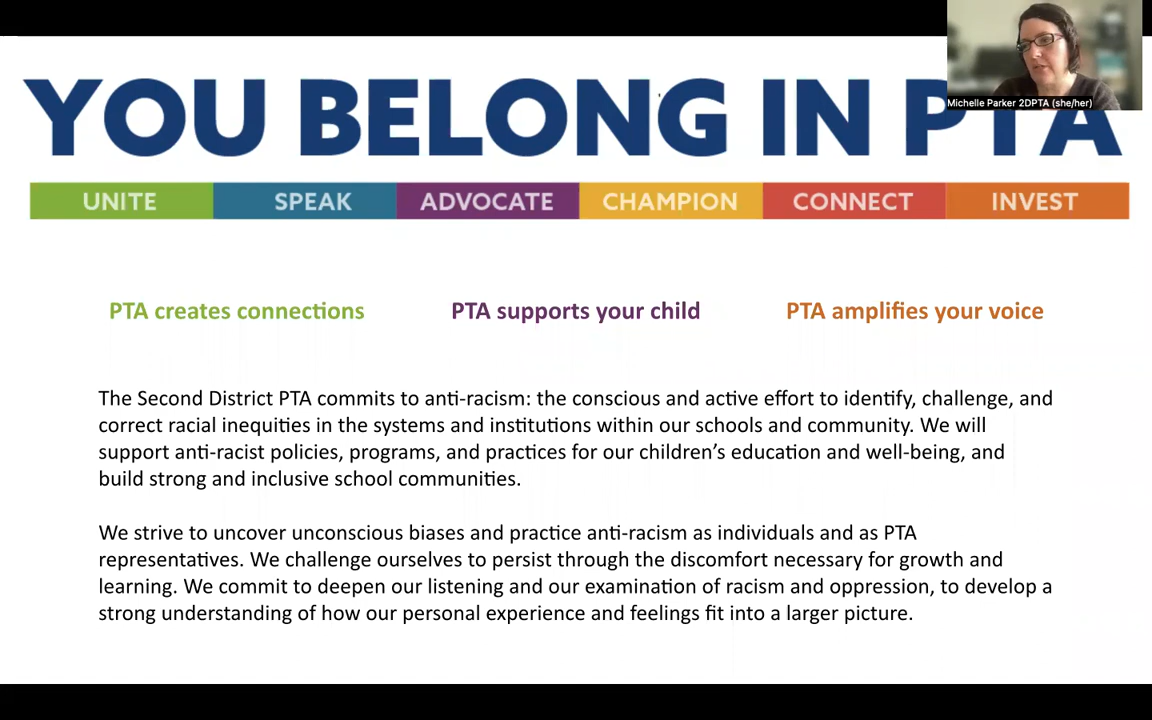 YOU BELONG IN PTA
Michelle Parker 2DPTA (she/her)
UNITE SPEAK ADVOCATE CHAMPION CONNECT INVEST
PTA creates connections PTA supports your child PTA amplifies your voice
The Second District PTA commits to anti-racism: the conscious and active effort to identify, challenge, and
correct racial inequities in the systems and institutions within our schools and community. We will
support anti-racist policies, programs, and practices for our children’s education and well-being, and
build strong and inclusive school communities.
We strive to uncover unconscious biases and practice anti-racism as individuals and as PTA
representatives. We challenge ourselves to persist through the discomfort necessary for growth and
learning. We commit to deepen our listening and our examination of racism and oppression, to develop a
strong understanding of how our personal experience and feelings fit into a larger picture.